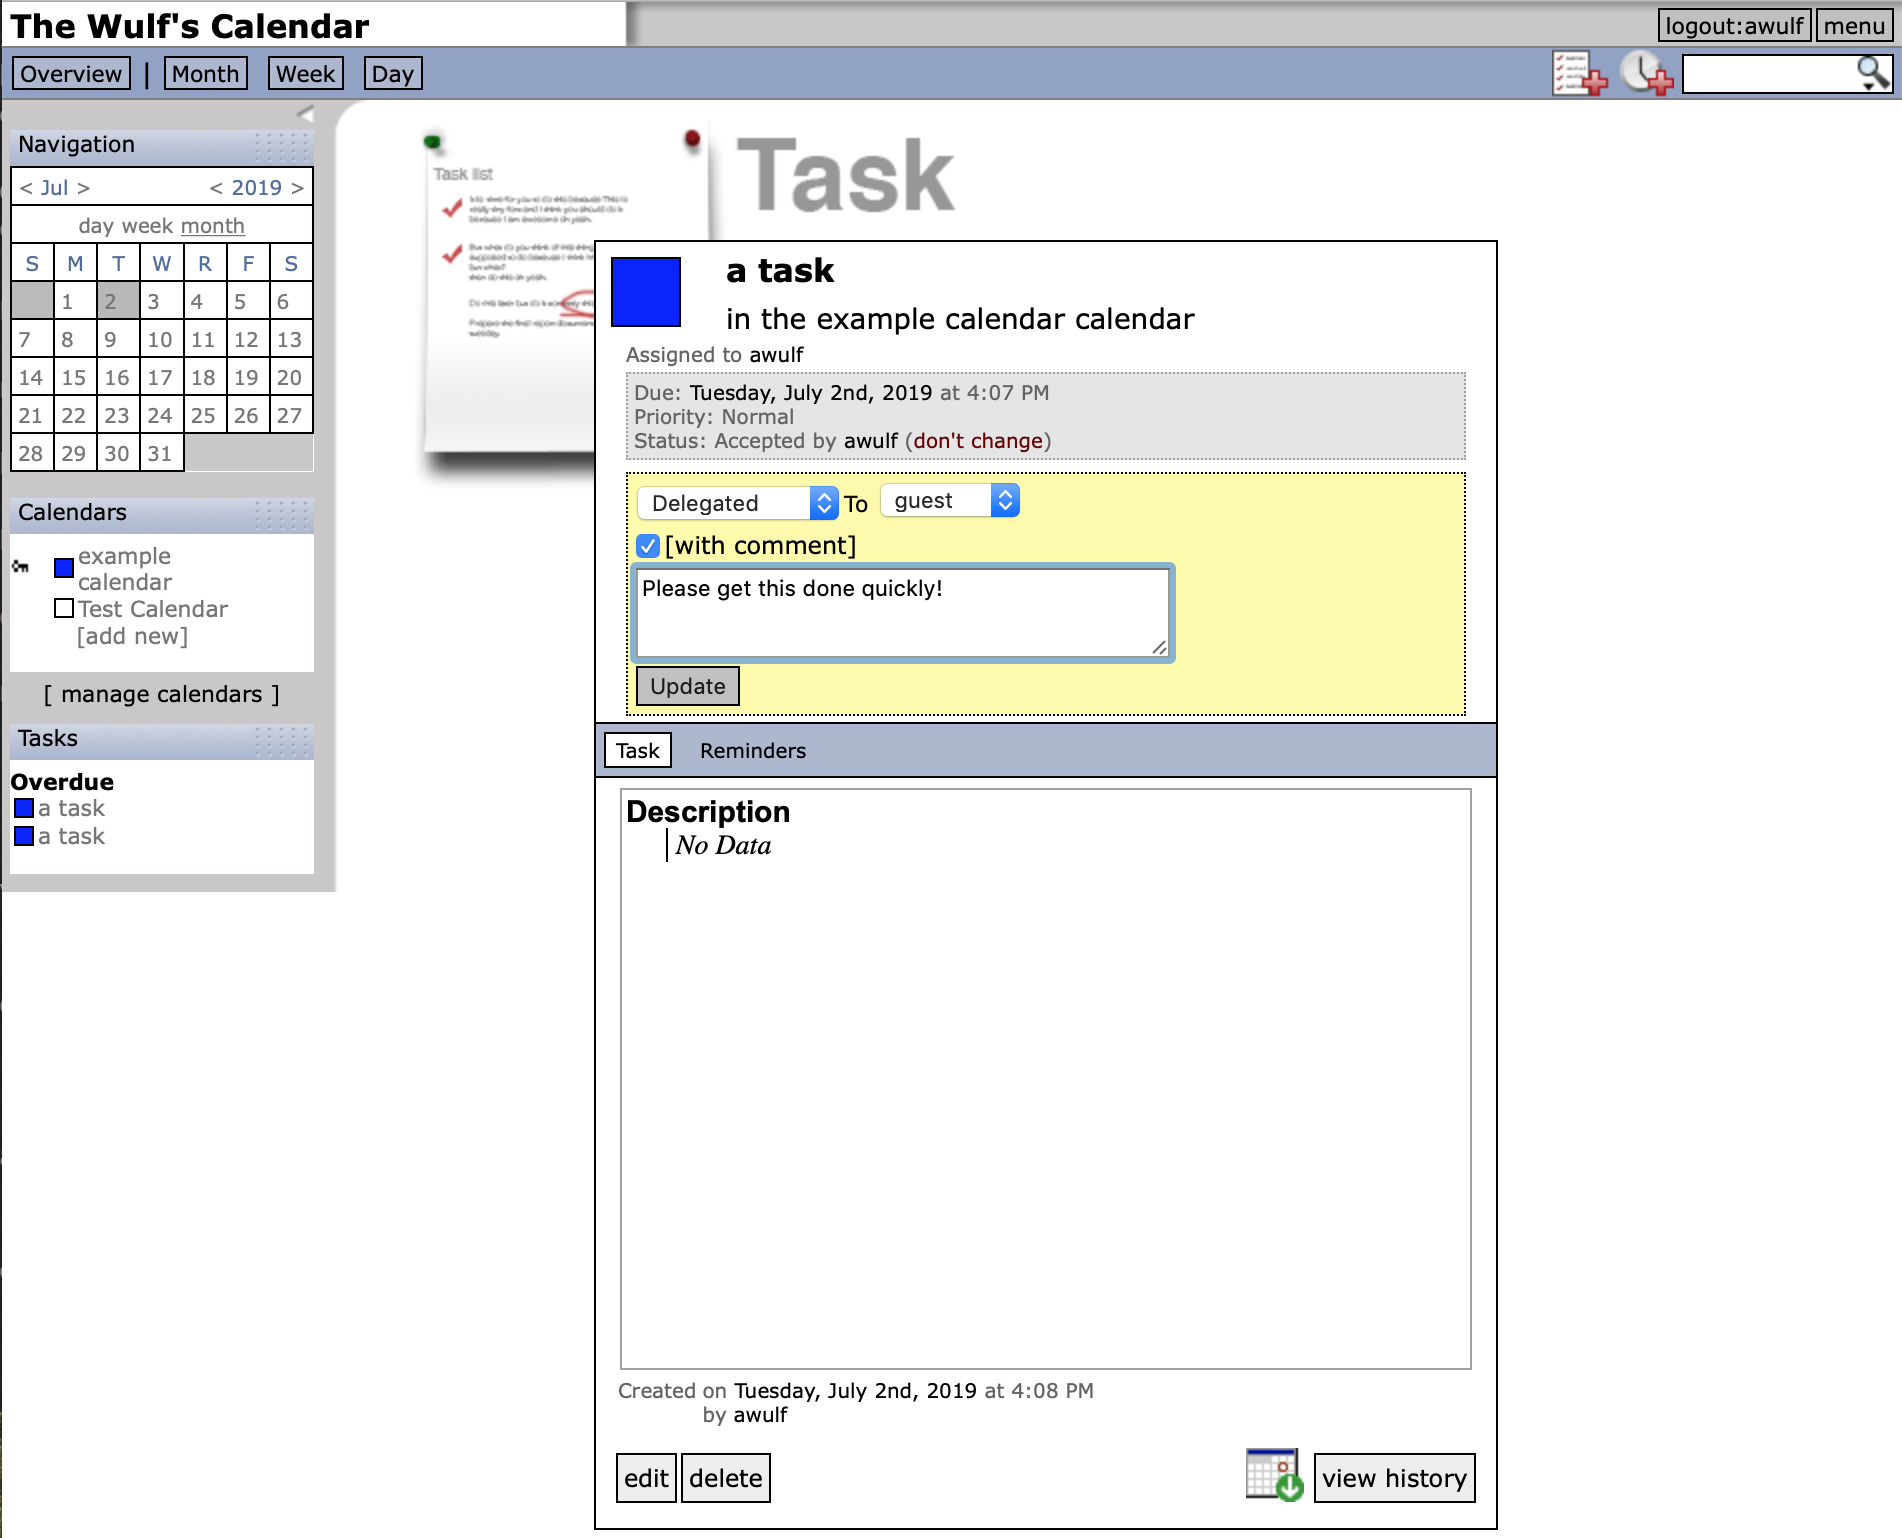 The Wulf's Calendar
logout:awulf menu
Overview | Month Week Day
Navigation
< Jul > < 2019 >
day week month
S M T W R F S
1 2 3 4 5 6
7 8 9 10 11 12 13
14 15 16 17 18 19 20
21 22 23 24 25 26 27
28 29 30 31
Calendars
example
calendar
Test Calendar
[add new]
[ manage calendars ]
Tasks
Overdue
a task
a task
Task list
Task
a task
in the example calendar calendar
Assigned to awulf
Due: Tuesday, July 2nd, 2019 at 4:07 PM
Priority: Normal
Status: Accepted by awulf (don't change)
Delegated To guest
[with comment]
Please get this done quickly!
Update
Task Reminders
Description
No Data
Created on Tuesday, July 2nd, 2019 at 4:08 PM
by awulf
edit delete view history